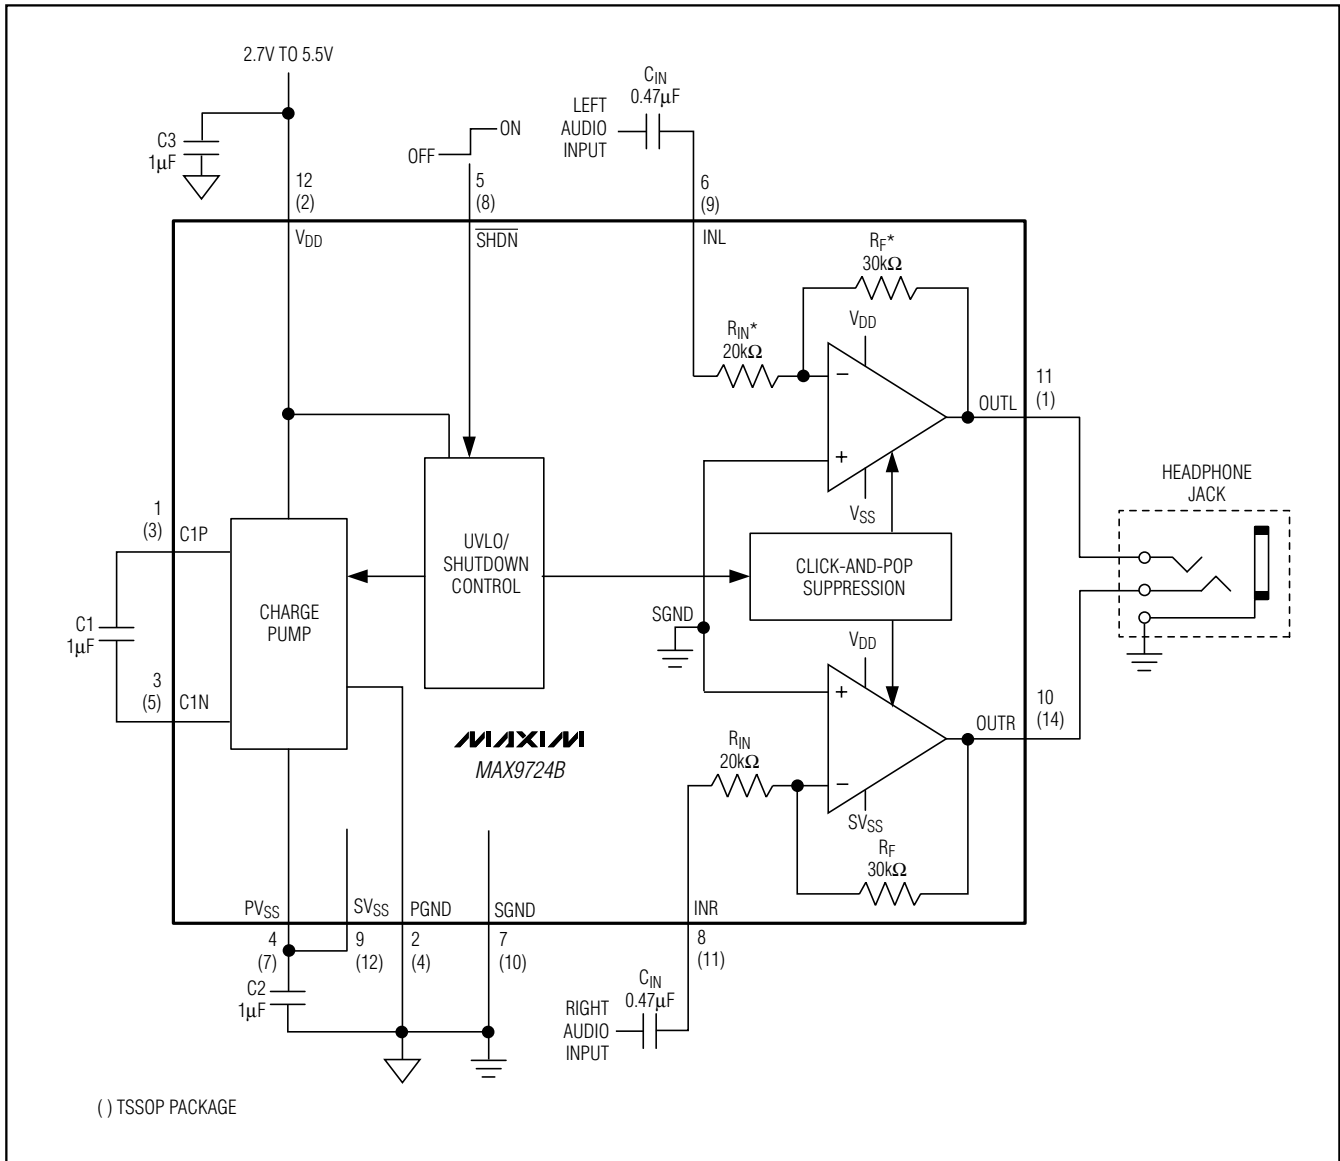 2.7V TO 5.5V
C3
1µF
12
(2)
VDD
OFF
ON
5
(8)
SHDN
LEFT
AUDIO
INPUT
CIN
0.47µF
6
(9)
INL
RF*
30kΩ
RIN*
20kΩ
VDD
−
+
VSS
OUTL
11
(1)
HEADPHONE
JACK
1
(3)
C1P
C1
1µF
3
(5)
C1N
CHARGE
PUMP
UVLO/
SHUTDOWN
CONTROL
CLICK-AND-POP
SUPPRESSION
SGND
VDD
+
−
SVSS
OUTR
10
(14)
RIN
20kΩ
RF
30kΩ
MAXIM
MAX9724B
PVSS
SVSS
PGND
SGND
INR
4
(7)
9
(12)
2
(4)
7
(10)
8
(11)
C2
1µF
RIGHT
AUDIO
INPUT
CIN
0.47µF
( ) TSSOP PACKAGE